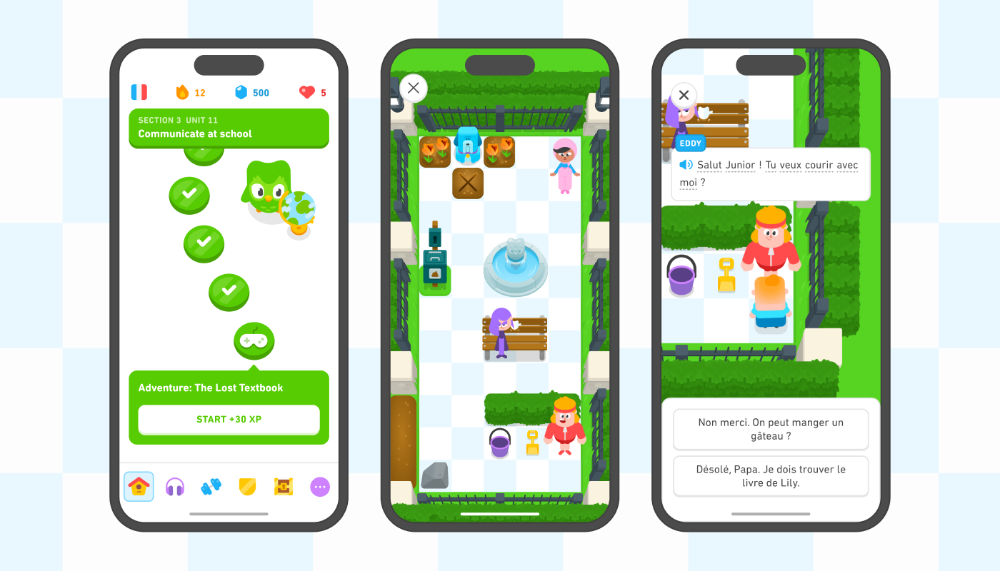 12
500
5
SECTION 3 UNIT 11
Communicate at school
Adventure: The Lost Textbook
START +30 XP
EDDY
Salut Junior ! Tu veux courir avec
moi ?
Non merci. On peut manger un
gâteau ?
Désolé, Papa. Je dois trouver le
livre de Lily.